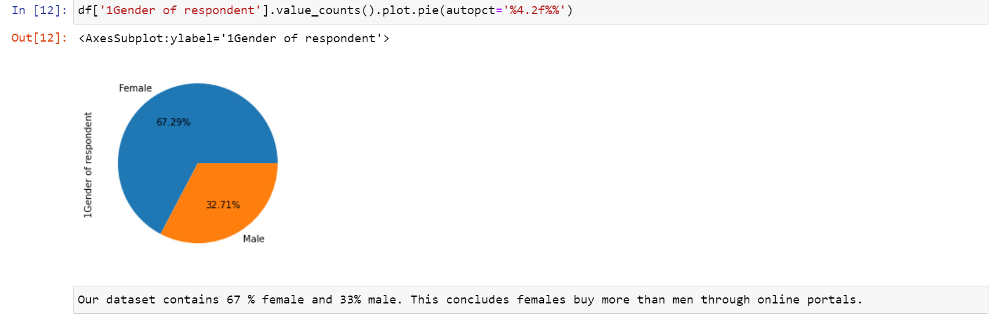 In [12]: df['1Gender of respondent'].value_counts().plot.pie(autopct='%4.2f%%')
Out[12]: <AxesSubplot:ylabel='1Gender of respondent'>
Female
67.29%
1Gender of respondent
32.71%
Male
Our dataset contains 67 % female and 33% male. This concludes females buy more than men through online portals.